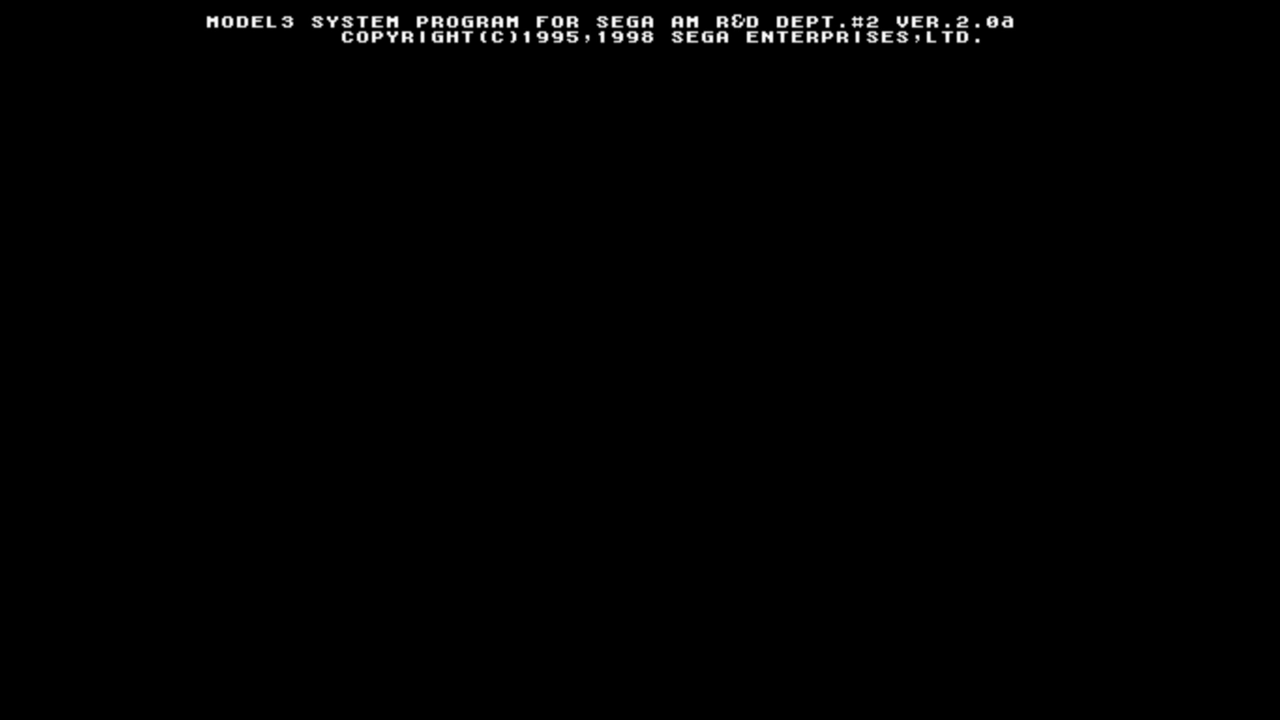 MODEL3 SYSTEM PROGRAM FOR SEGA AM R&D DEPT.#2 VER.2.0a
COPYRIGHT(C)1995,1998 SEGA ENTERPRISES,LTD.